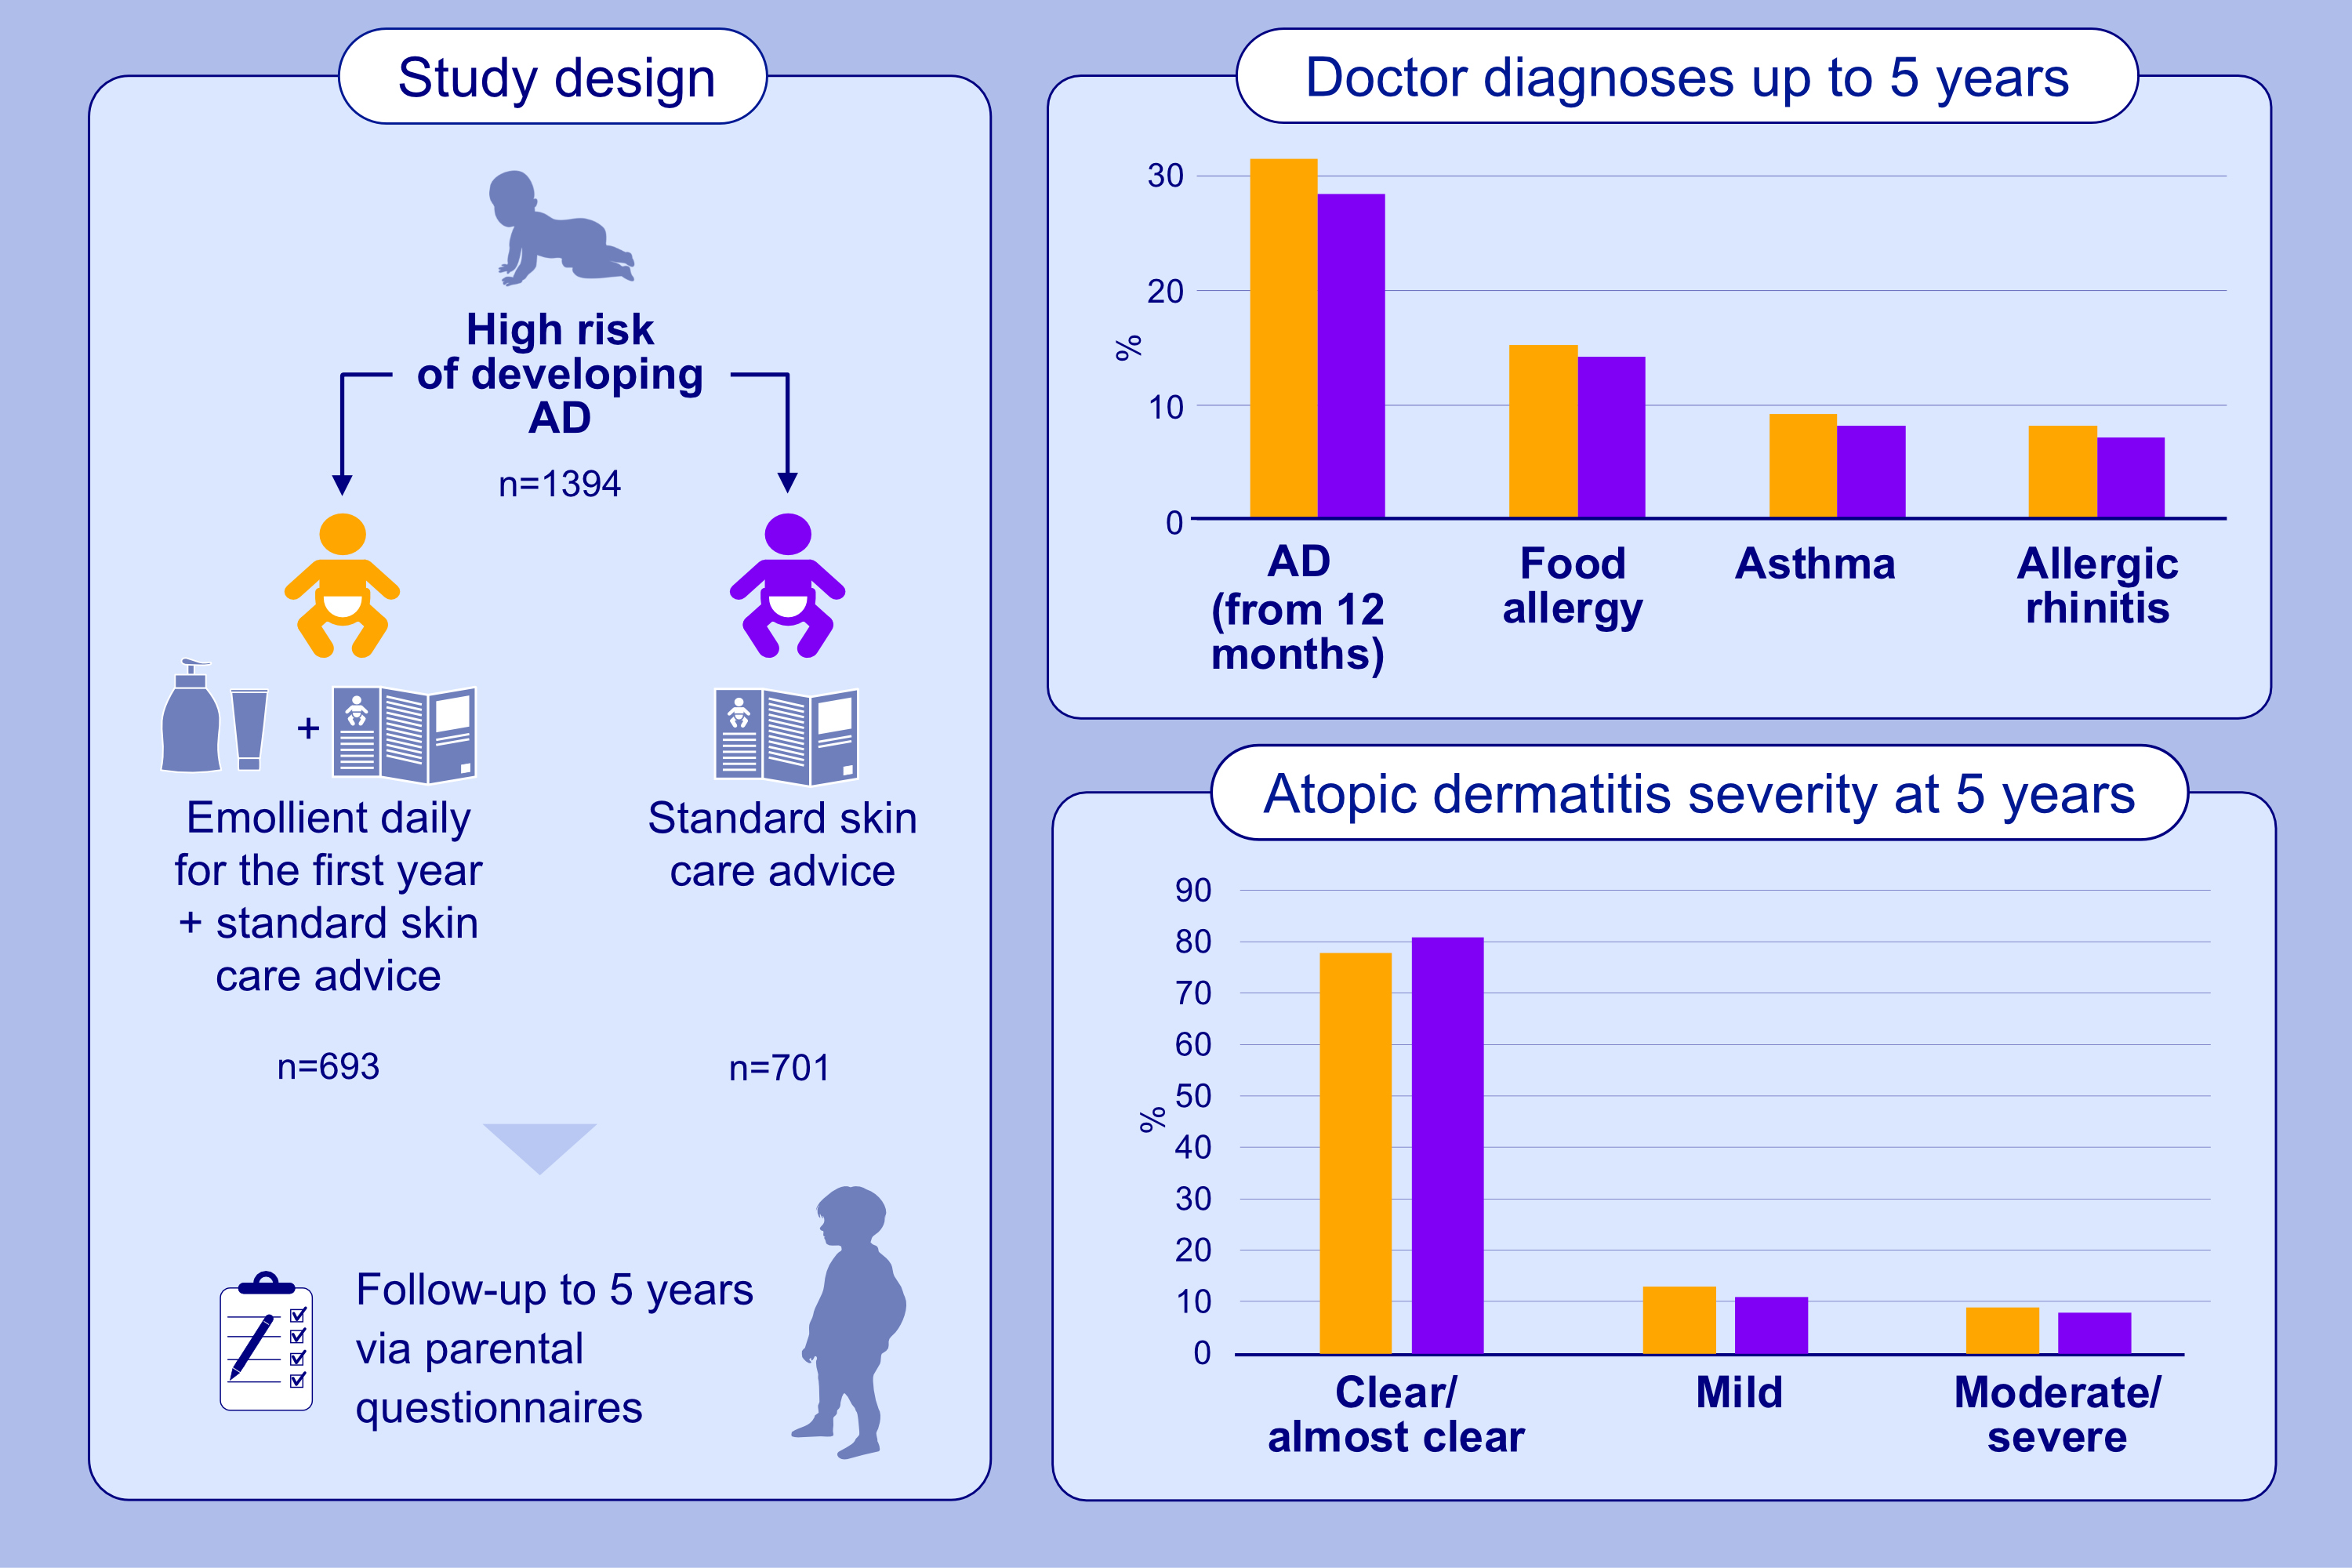 Study design
High risk
of developing
AD
n=1394
+
Emollient daily
for the first year
+ standard skin
care advice
n=693
Standard skin
care advice
n=701
Follow-up to 5 years
via parental
questionnaires
Doctor diagnoses up to 5 years
30
20
%
10
0
AD
(from 12
months)
Food
allergy
Asthma
Allergic
rhinitis
Atopic dermatitis severity at 5 years
90
80
70
60
50
%
40
30
20
10
0
Clear/
almost clear
Mild
Moderate/
severe